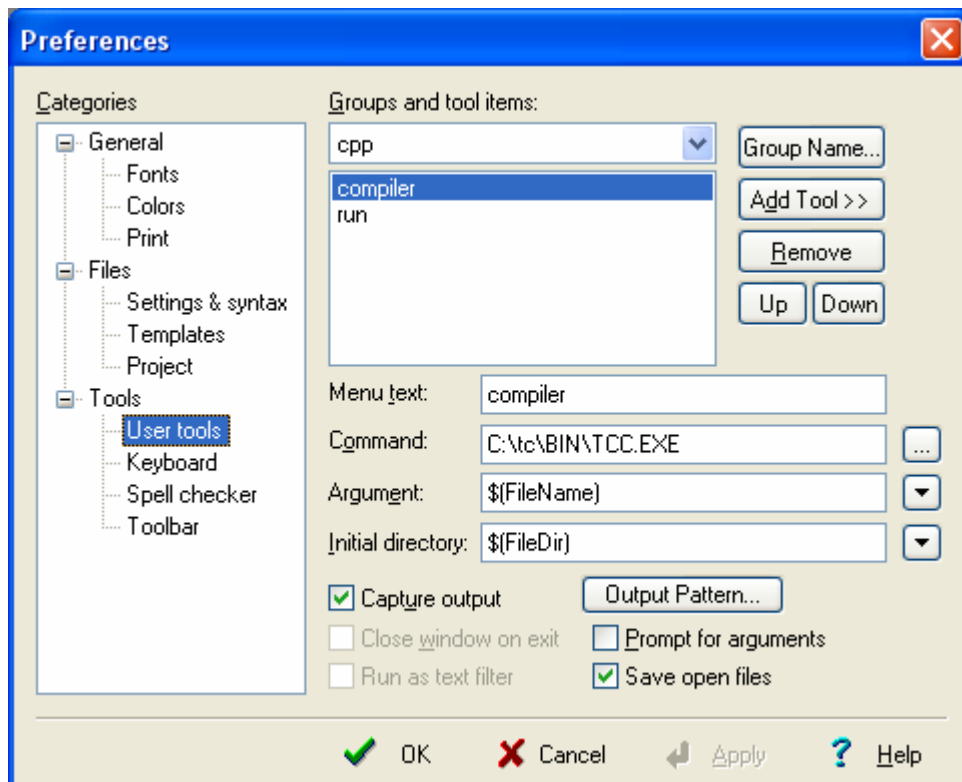 Preferences
Categories
General
Fonts
Colors
Print
Files
Settings & syntax
Templates
Project
Tools
User tools
Keyboard
Spell checker
Toolbar
Groups and tool items:
cpp
Group Name...
compiler
run
Add Tool >>
Remove
Up Down
Menu text: compiler
Command: C:\tc\BIN\TCC.EXE ...
Argument: $(FileName)
Initial directory: $(FileDir)
Capture output Output Pattern...
Close window on exit Prompt for arguments
Run as text filter Save open files
OK Cancel Apply ? Help